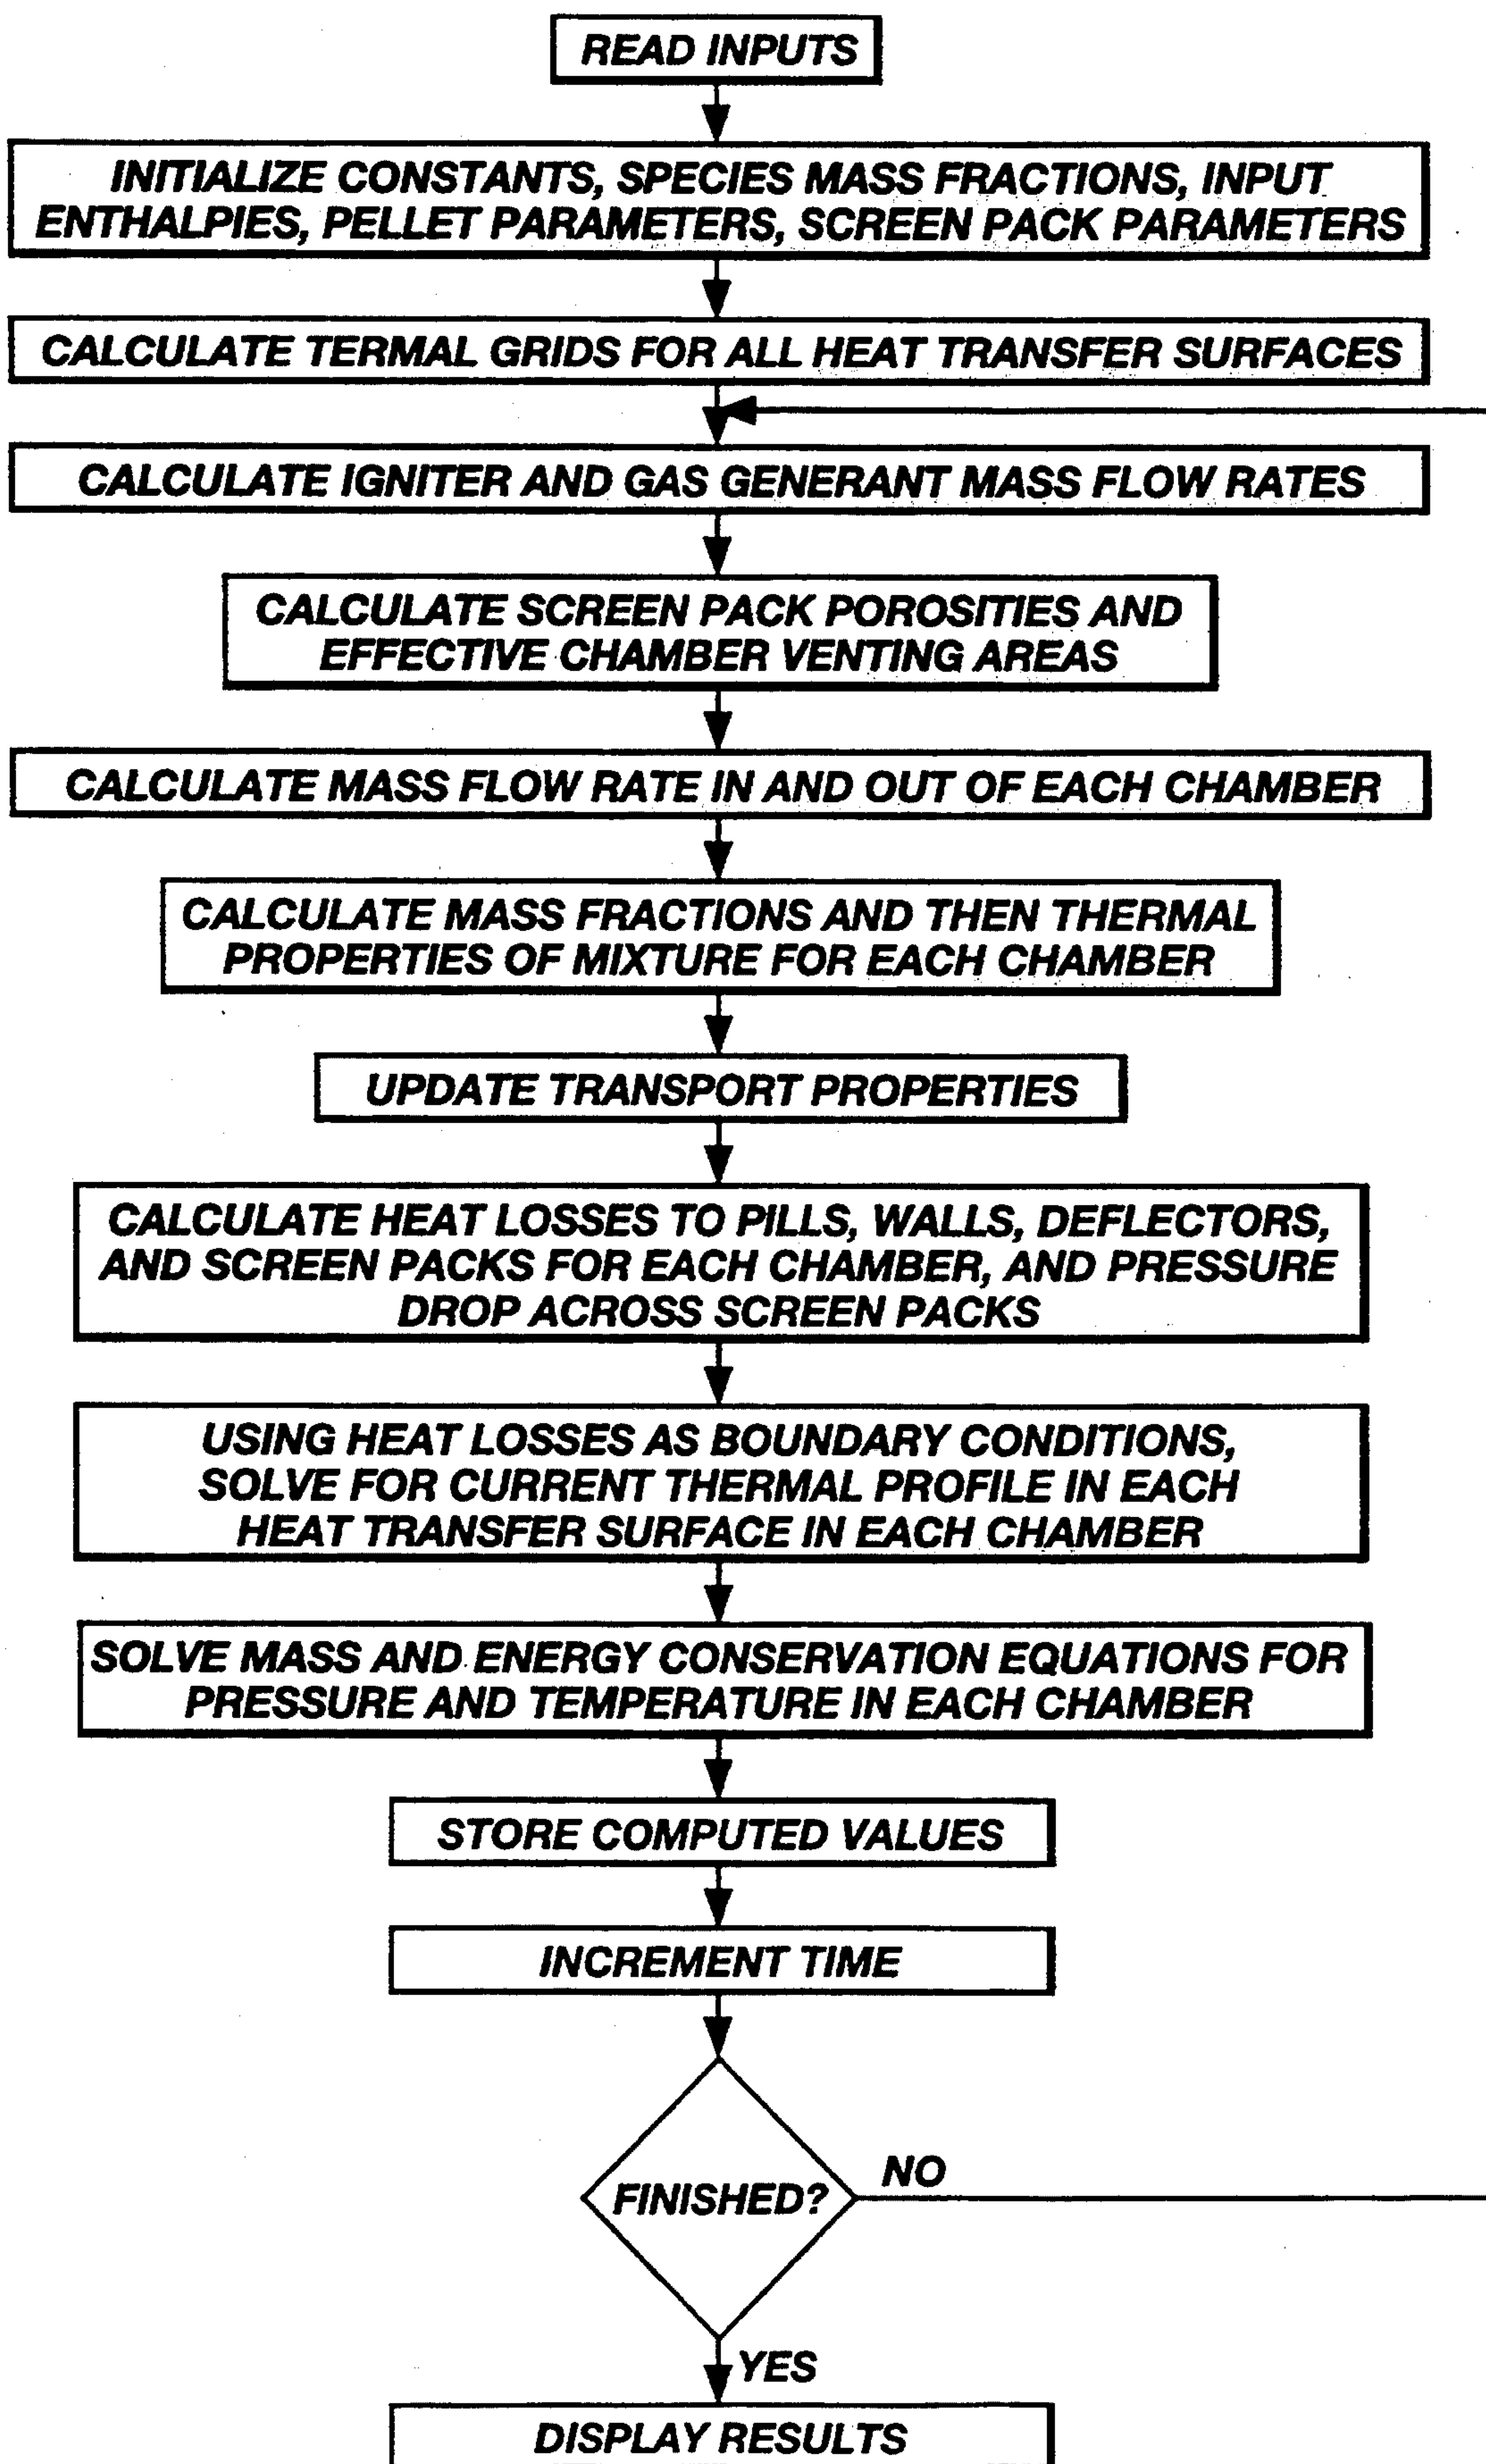 READ INPUTS
INITIALIZE CONSTANTS, SPECIES MASS FRACTIONS, INPUT
ENTHALPIES, PELLET PARAMETERS, SCREEN PACK PARAMETERS
CALCULATE TERMAL GRIDS FOR ALL HEAT TRANSFER SURFACES
CALCULATE IGNITER AND GAS GENERANT MASS FLOW RATES
CALCULATE SCREEN PACK POROSITIES AND
EFFECTIVE CHAMBER VENTING AREAS
CALCULATE MASS FLOW RATE IN AND OUT OF EACH CHAMBER
CALCULATE MASS FRACTIONS AND THEN THERMAL
PROPERTIES OF MIXTURE FOR EACH CHAMBER
UPDATE TRANSPORT PROPERTIES
CALCULATE HEAT LOSSES TO PILLS, WALLS, DEFLECTORS,
AND SCREEN PACKS FOR EACH CHAMBER, AND PRESSURE
DROP ACROSS SCREEN PACKS
USING HEAT LOSSES AS BOUNDARY CONDITIONS,
SOLVE FOR CURRENT THERMAL PROFILE IN EACH
HEAT TRANSFER SURFACE IN EACH CHAMBER
SOLVE MASS AND ENERGY CONSERVATION EQUATIONS FOR
PRESSURE AND TEMPERATURE IN EACH CHAMBER
STORE COMPUTED VALUES
INCREMENT TIME
NO
FINISHED?
YES
DISPLAY RESULTS